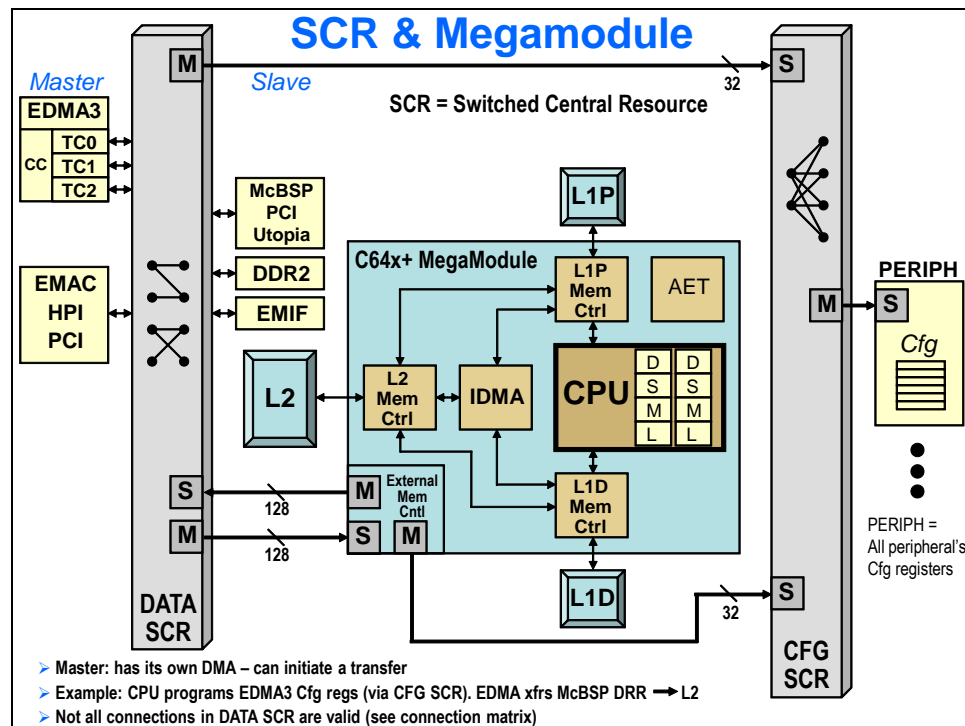 SCR & Megamodule
Master
Slave
M
32
S
SCR = Switched Central Resource
EDMA3
CC
TC0
TC1
TC2
McBSP
PCI
Utopia
DDR2
EMIF
EMAC
HPI
PCI
L1P
C64x+ MegaModule
L1P
Mem
Ctrl
AET
L2
L2
Mem
Ctrl
IDMA
CPU
D
S
M
L
D
S
M
L
L1D
Mem
Ctrl
External
Mem
Cntl
S
128
M
M
128
S
M
L1D
32
S
M
PERIPH
S
Cfg
PERIPH =
All peripheral's
Cfg registers
DATA
SCR
CFG
SCR
➢ Master: has its own DMA – can initiate a transfer
➢ Example: CPU programs EDMA3 Cfg regs (via CFG SCR). EDMA xfrs McBSP DRR → L2
➢ Not all connections in DATA SCR are valid (see connection matrix)